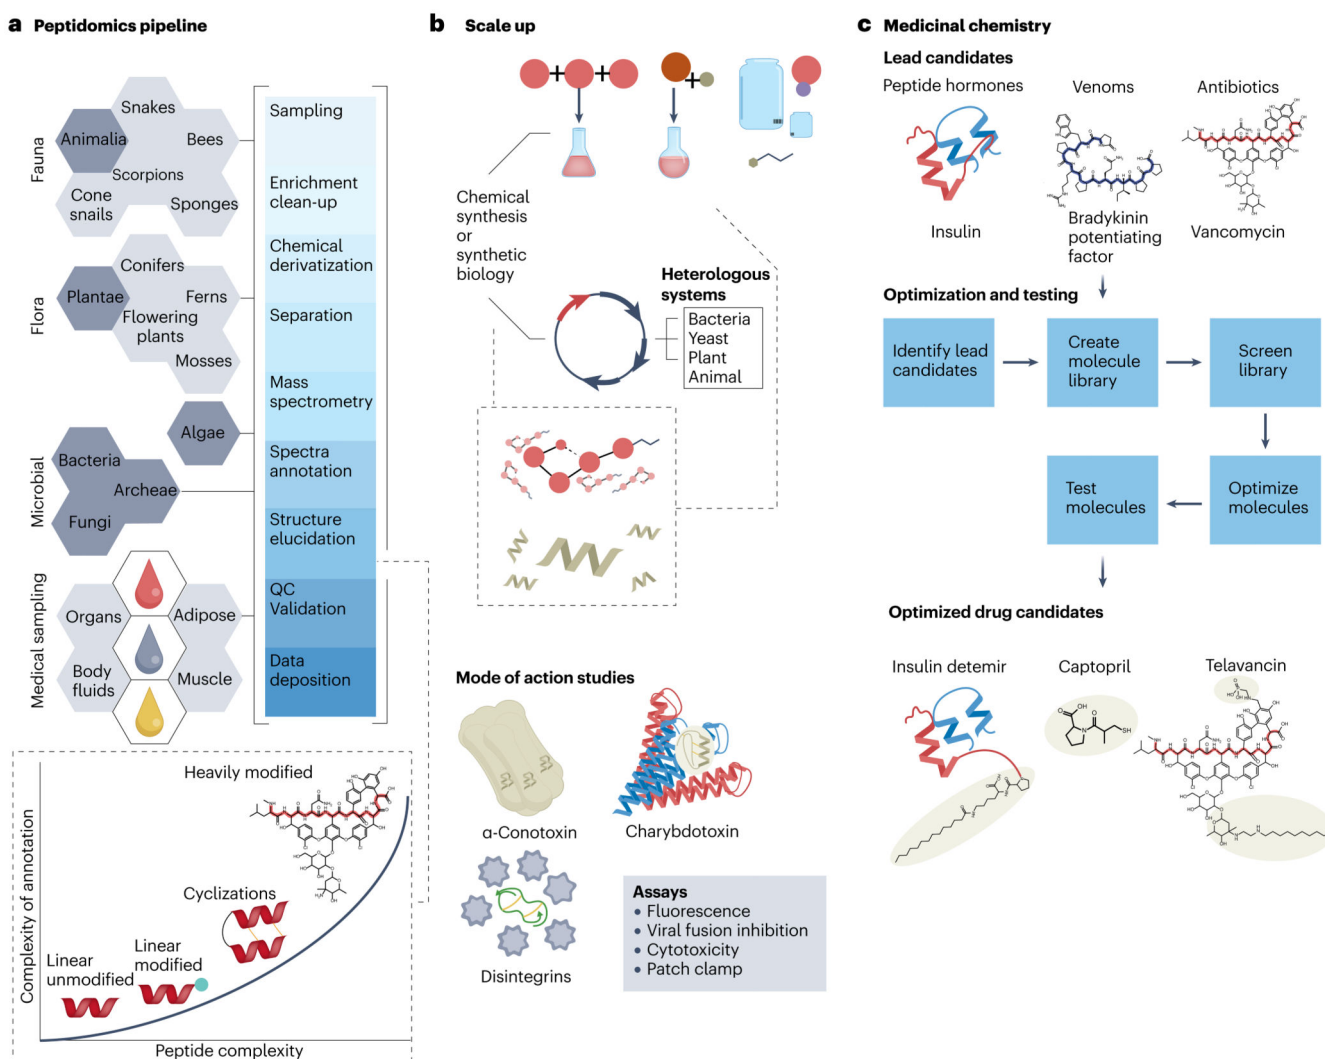 a Peptidomics pipeline
Fauna
Animalia
Snakes
Bees
Scorpions
Cone
snails
Sponges
Flora
Plantae
Conifers
Ferns
Flowering
plants
Mosses
Algae
Microbial
Bacteria
Archeae
Fungi
Medical sampling
Organs
Adipose
Body
fluids
Muscle
Sampling
Enrichment
clean-up
Chemical
derivatization
Separation
Mass
spectrometry
Spectra
annotation
Structure
elucidation
QC
Validation
Data
deposition
Complexity of annotation
Heavily modified
Cyclizations
Linear
modified
Linear
unmodified
Peptide complexity
b Scale up
Chemical
synthesis
or
synthetic
biology
Heterologous
systems
Bacteria
Yeast
Plant
Animal
Mode of action studies
α-Conotoxin
Charybdotoxin
Disintegrins
Assays
• Fluorescence
• Viral fusion inhibition
• Cytotoxicity
• Patch clamp
c Medicinal chemistry
Lead candidates
Peptide hormones
Venoms
Antibiotics
Insulin
Bradykinin
potentiating
factor
Vancomycin
Optimization and testing
Identify lead
candidates
Create
molecule
library
Screen
library
Test
molecules
Optimize
molecules
Optimized drug candidates
Insulin detemir
Captopril
Telavancin
OH
O
N
O
SH